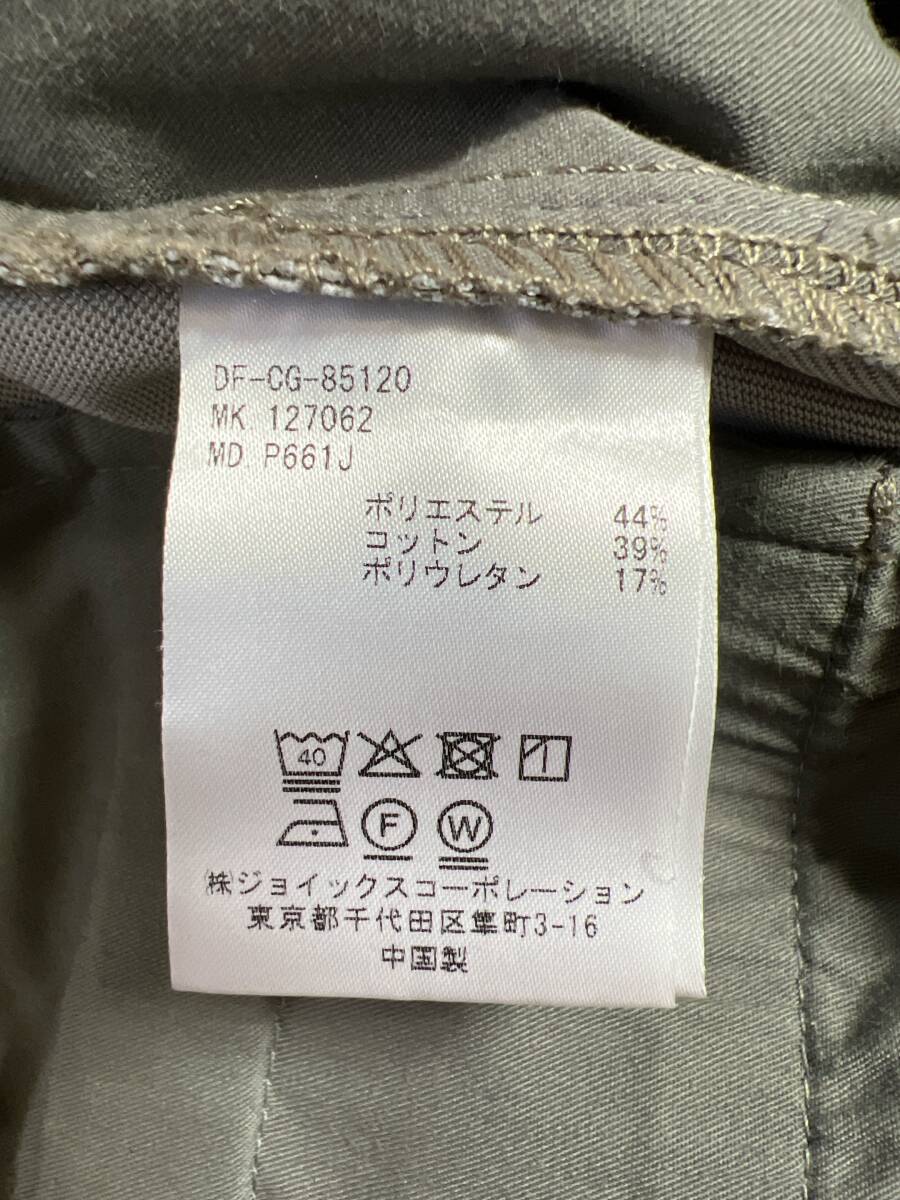 DF-CG-85120
MK 127062
MD P661J
ポリエステル 44%
コットン 39%
ポリウレタン 17%
40
F W
㈱ジョイックスコーポレーション
東京都千代田区隼町3-16
中国製